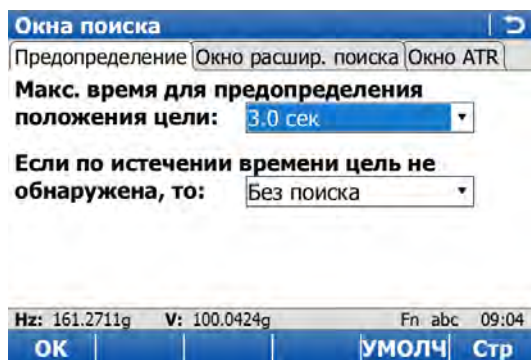 Окна поиска
Предопределение Окно расшир. поиска Окно ATR
Макс. время для предопределения
положения цели: 3.0 сек
Если по истечении времени цель не
обнаружена, то: Без поиска
Hz: 161.2711g V: 100.0424g Fn abc 09:04
OK УМОЛЧ Стр